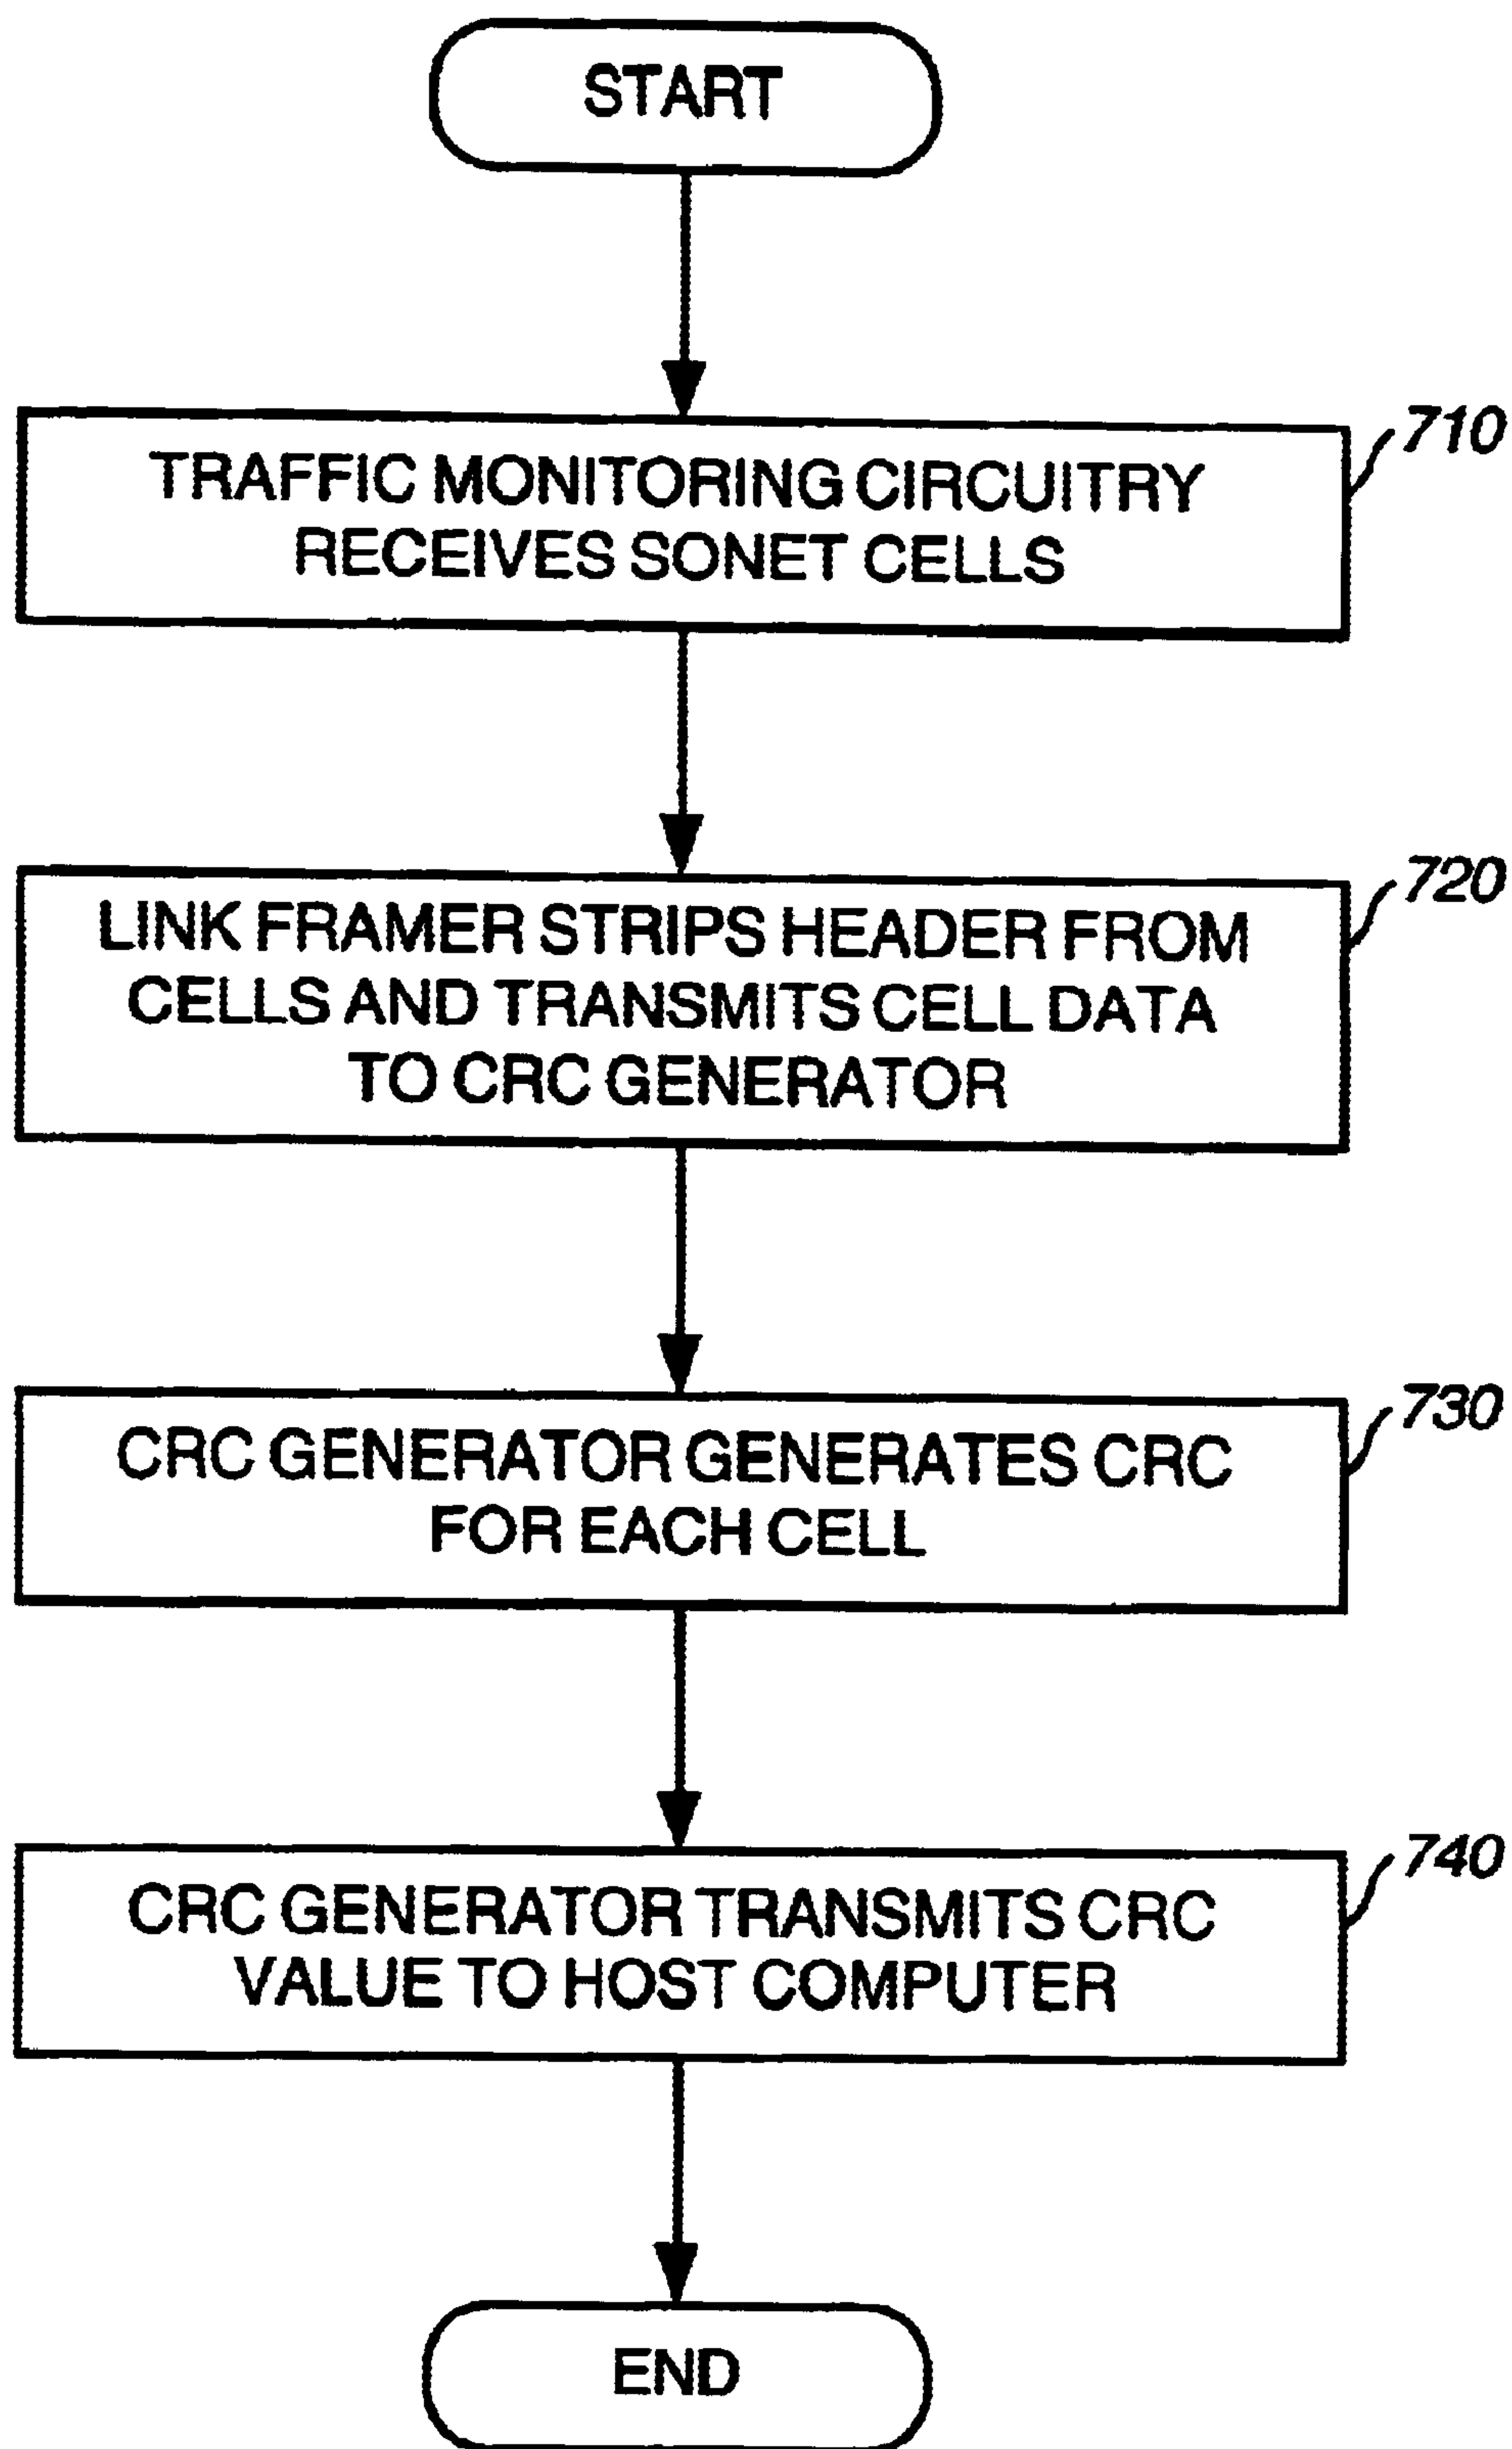 START
710
TRAFFIC MONITORING CIRCUITRY
RECEIVES SONET CELLS
720
LINK FRAMER STRIPS HEADER FROM
CELLS AND TRANSMITS CELL DATA
TO CRC GENERATOR
730
CRC GENERATOR GENERATES CRC
FOR EACH CELL
740
CRC GENERATOR TRANSMITS CRC
VALUE TO HOST COMPUTER
END